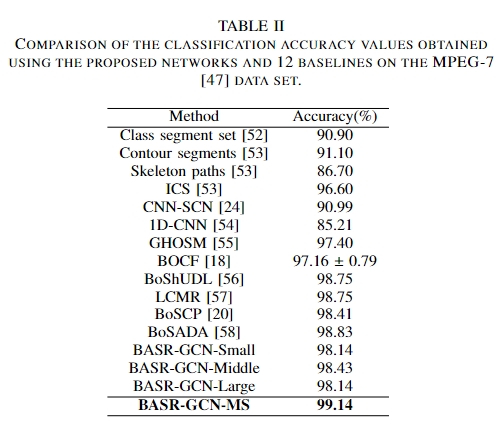 TABLE II
COMPARISON OF THE CLASSIFICATION ACCURACY VALUES OBTAINED
USING THE PROPOSED NETWORKS AND 12 BASELINES ON THE MPEG-7
[47] DATA SET.
Method Accuracy(%)
Class segment set [52] 90.90
Contour segments [53] 91.10
Skeleton paths [53] 86.70
ICS [53] 96.60
CNN-SCN [24] 90.99
1D-CNN [54] 85.21
GHOSM [55] 97.40
BOCF [18] 97.16 ± 0.79
BoShUDL [56] 98.75
LCMR [57] 98.75
BoSCP [20] 98.41
BoSADA [58] 98.83
BASR-GCN-Small 98.14
BASR-GCN-Middle 98.43
BASR-GCN-Large 98.14
BASR-GCN-MS 99.14